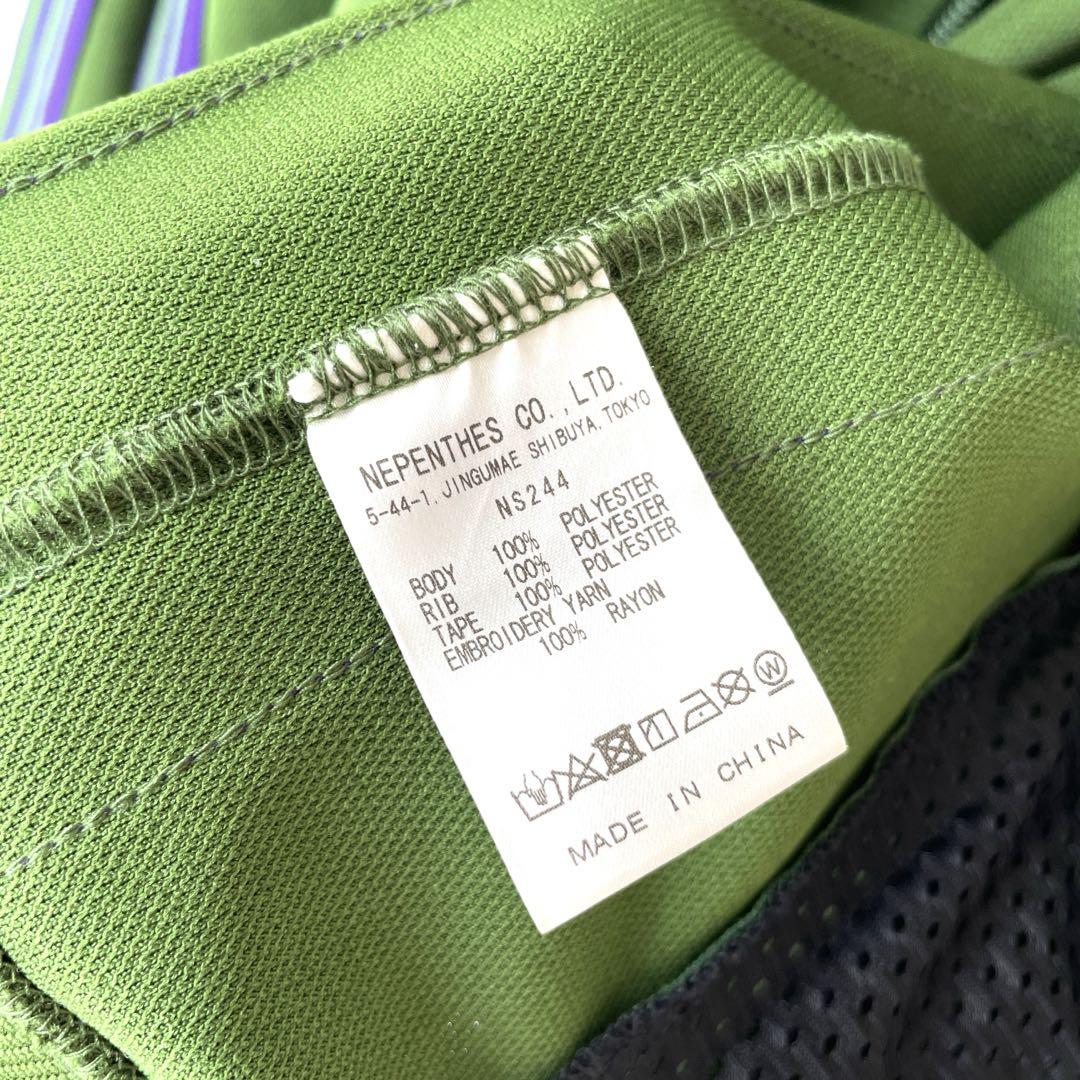 NEPENTHES CO.,LTD.
5-44-1, JINGUMAE SHIBUYA, TOKYO
NS244
BODY 100% POLYESTER
RIB 100% POLYESTER
TAPE 100% POLYESTER
EMBROIDERY YARN
100% RAYON
W
MADE IN CHINA